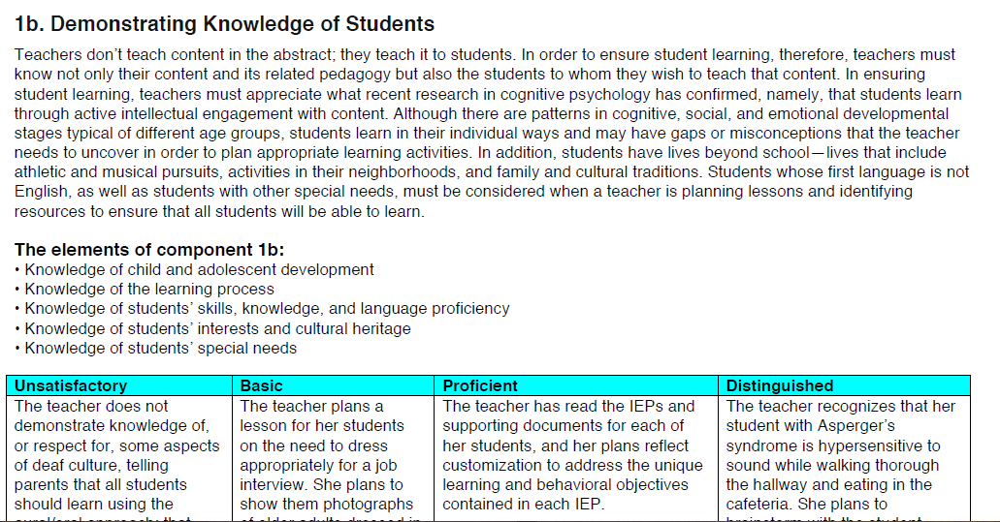 1b. Demonstrating Knowledge of Students
Teachers don't teach content in the abstract; they teach it to students. In order to ensure student learning, therefore, teachers must
know not only their content and its related pedagogy but also the students to whom they wish to teach that content. In ensuring
student learning, teachers must appreciate what recent research in cognitive psychology has confirmed, namely, that students learn
through active intellectual engagement with content. Although there are patterns in cognitive, social, and emotional developmental
stages typical of different age groups, students learn in their individual ways and may have gaps or misconceptions that the teacher
needs to uncover in order to plan appropriate learning activities. In addition, students have lives beyond school—lives that include
athletic and musical pursuits, activities in their neighborhoods, and family and cultural traditions. Students whose first language is not
English, as well as students with other special needs, must be considered when a teacher is planning lessons and identifying
resources to ensure that all students will be able to learn.
The elements of component 1b:
• Knowledge of child and adolescent development
• Knowledge of the learning process
• Knowledge of students' skills, knowledge, and language proficiency
• Knowledge of students' interests and cultural heritage
• Knowledge of students' special needs
Unsatisfactory
The teacher does not
demonstrate knowledge of,
or respect for, some aspects
of deaf culture, telling
parents that all students
should learn using the
Basic
The teacher plans a
lesson for her students
on the need to dress
appropriately for a job
interview. She plans to
show them photographs
Proficient
The teacher has read the IEPs and
supporting documents for each of
her students, and her plans reflect
customization to address the unique
learning and behavioral objectives
contained in each IEP.
Distinguished
The teacher recognizes that her
student with Asperger's
syndrome is hypersensitive to
sound while walking thorough
the hallway and eating in the
cafeteria. She plans to